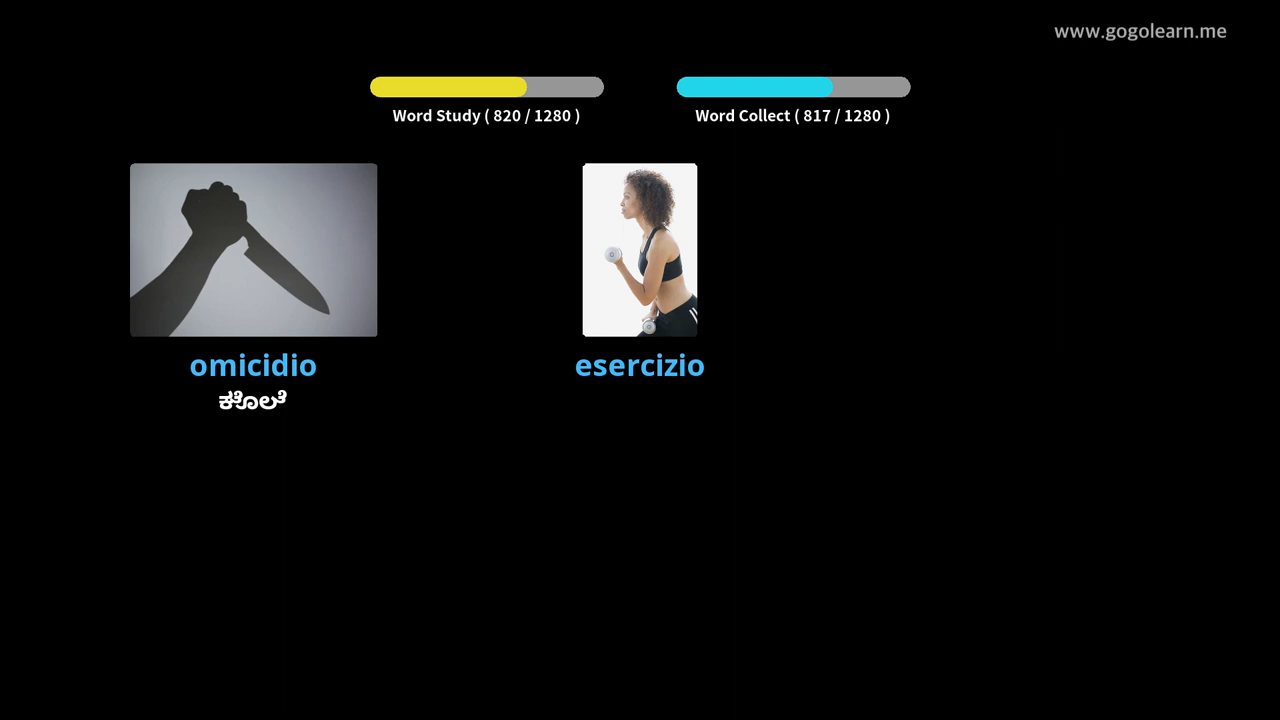 www.gogolearn.me
Word Study ( 820 / 1280 )
Word Collect ( 817 / 1280 )
omicidio
esercizio
ಕೊಲೆ